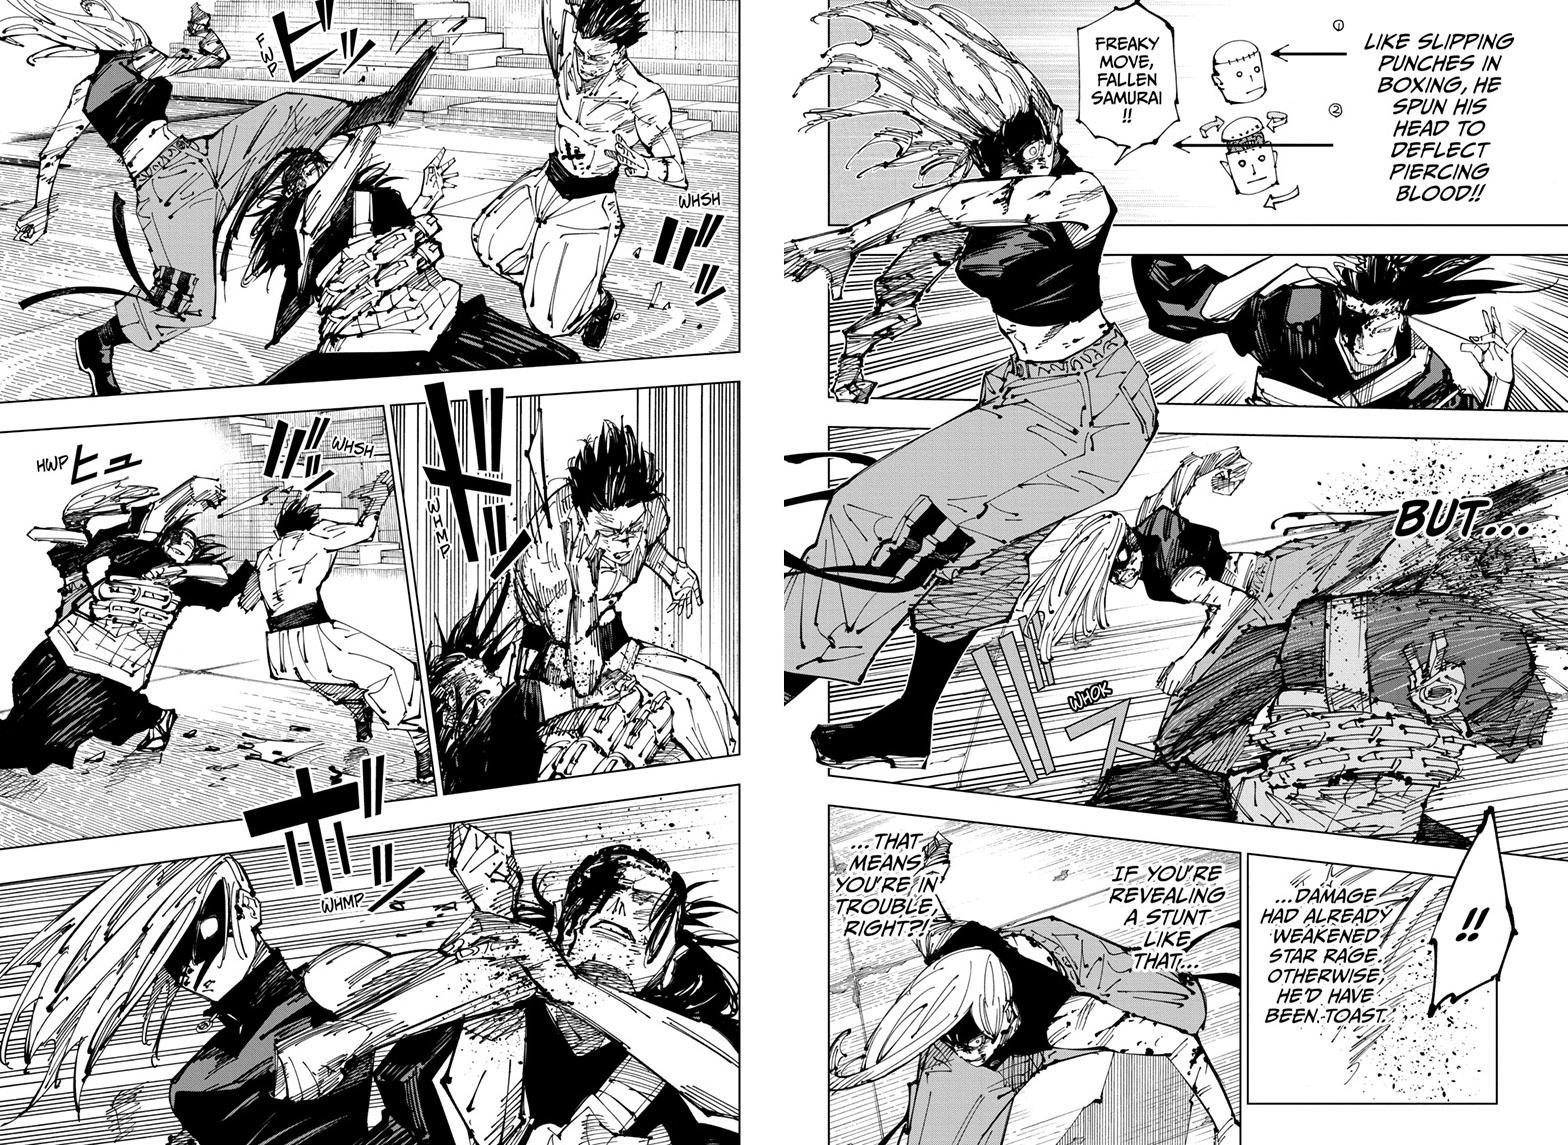 LIKE SLIPPING
PUNCHES IN
BOXING, HE
SPUN HIS
HEAD TO
DEFLECT
PIERCING
BLOOD!!
①
②
FREAKY
MOVE,
FALLEN
SAMURAI
!!
BUT...
WHOK
!!
...DAMAGE
HAD ALREADY
WEAKENED
STAR RAGE.
OTHERWISE,
HE'D HAVE
BEEN TOAST.
IF YOU'RE
REVEALING
A STUNT
LIKE
THAT...
...THAT
MEANS
YOU'RE IN
TROUBLE,
RIGHT?!
ビッ
FWP
WHSH
WHMP
WHSH
ヒュ
HWP
WHMP